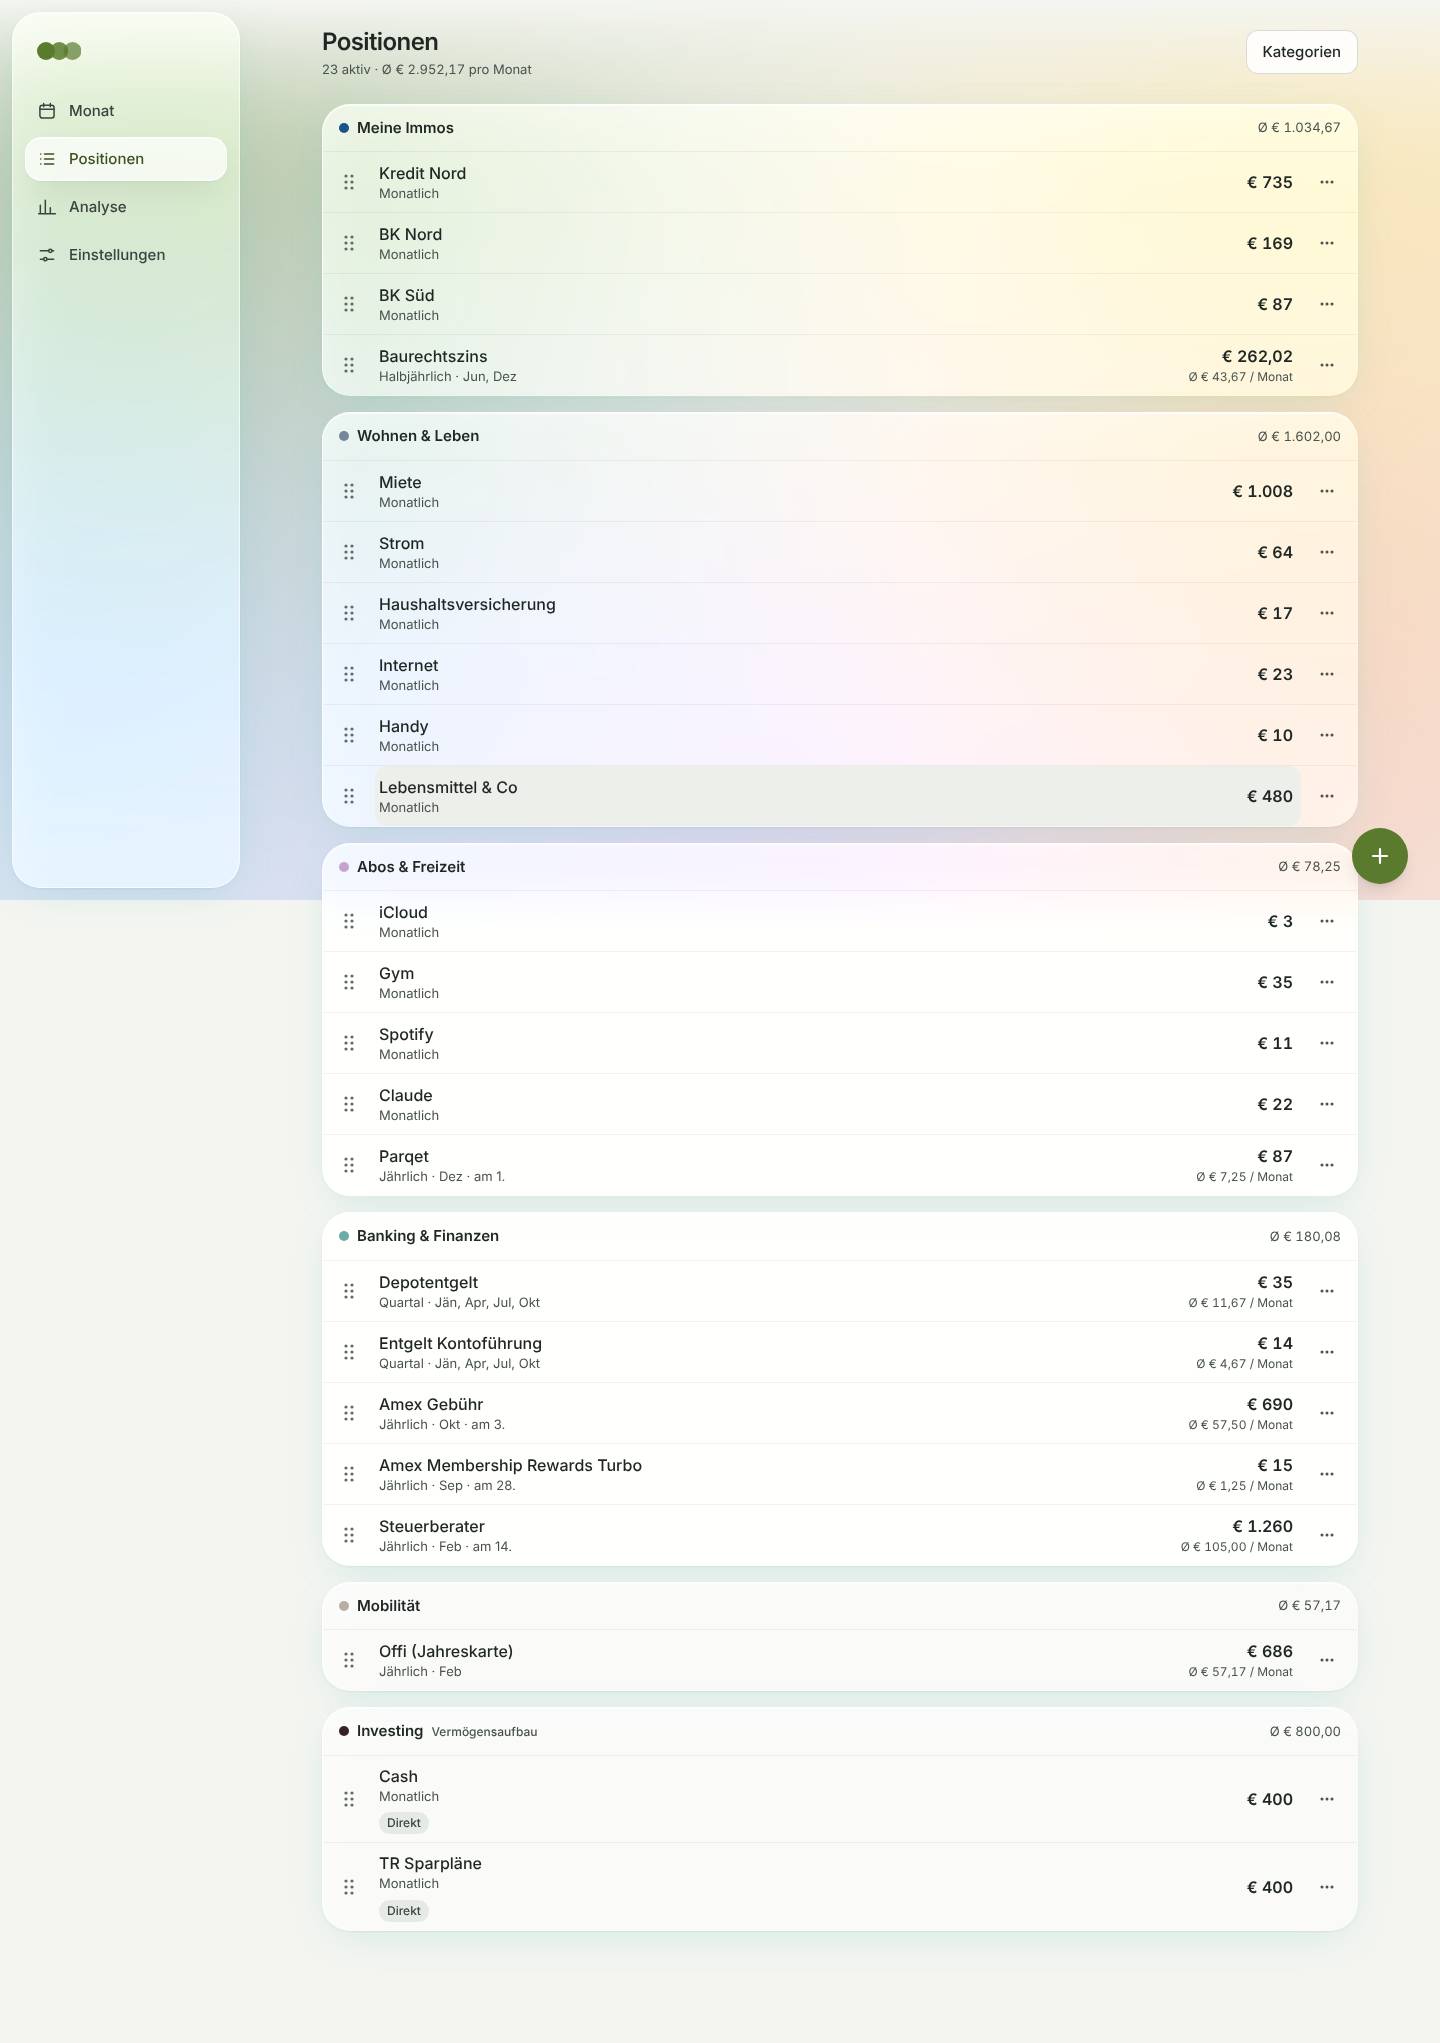 Monat
Positionen
Analyse
Einstellungen
Positionen
23 aktiv · Ø € 2.952,17 pro Monat
Kategorien
Meine Immos Ø € 1.034,67
Kredit Nord
Monatlich
€ 735
BK Nord
Monatlich
€ 169
BK Süd
Monatlich
€ 87
Baurechtszins
Halbjährlich · Jun, Dez
€ 262,02
Ø € 43,67 / Monat
Wohnen & Leben Ø € 1.602,00
Miete
Monatlich
€ 1.008
Strom
Monatlich
€ 64
Haushaltsversicherung
Monatlich
€ 17
Internet
Monatlich
€ 23
Handy
Monatlich
€ 10
Lebensmittel & Co
Monatlich
€ 480
Abos & Freizeit Ø € 78,25
iCloud
Monatlich
€ 3
Gym
Monatlich
€ 35
Spotify
Monatlich
€ 11
Claude
Monatlich
€ 22
Parqet
Jährlich · Dez · am 1.
€ 87
Ø € 7,25 / Monat
Banking & Finanzen Ø € 180,08
Depotentgelt
Quartal · Jän, Apr, Jul, Okt
€ 35
Ø € 11,67 / Monat
Entgelt Kontoführung
Quartal · Jän, Apr, Jul, Okt
€ 14
Ø € 4,67 / Monat
Amex Gebühr
Jährlich · Okt · am 3.
€ 690
Ø € 57,50 / Monat
Amex Membership Rewards Turbo
Jährlich · Sep · am 28.
€ 15
Ø € 1,25 / Monat
Steuerberater
Jährlich · Feb · am 14.
€ 1.260
Ø € 105,00 / Monat
Mobilität Ø € 57,17
Offi (Jahreskarte)
Jährlich · Feb
€ 686
Ø € 57,17 / Monat
Investing Vermögensaufbau Ø € 800,00
Cash
Monatlich
Direkt
€ 400
TR Sparpläne
Monatlich
Direkt
€ 400